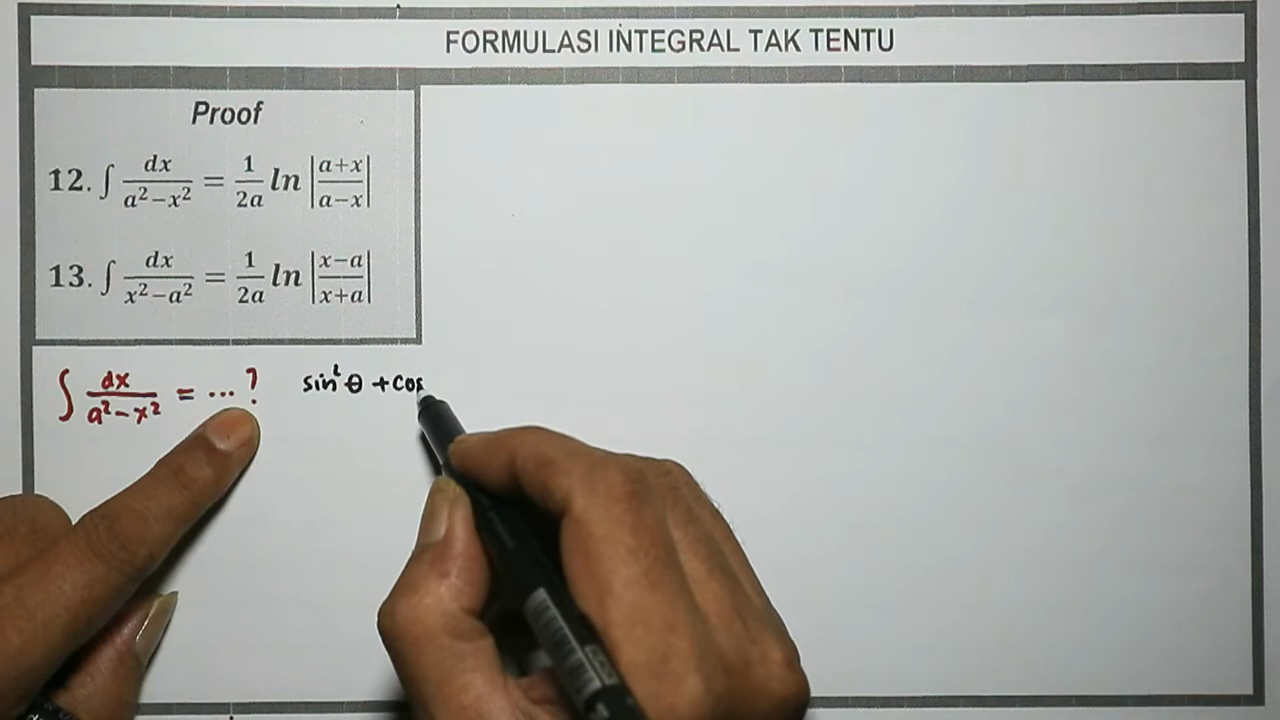 FORMULASI INTEGRAL TAK TENTU
Proof
12. ∫ dx/(a²−x²) = 1/(2a) ln |(a+x)/(a−x)|
13. ∫ dx/(x²−a²) = 1/(2a) ln |(x−a)/(x+a)|
∫ dx/(a²−x²) = ...? sin²θ + cos